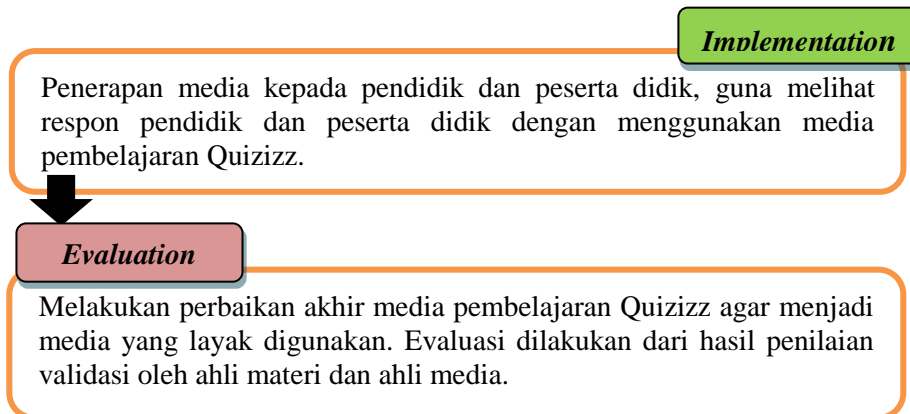 Implementation
Penerapan media kepada pendidik dan peserta didik, guna melihat
respon pendidik dan peserta didik dengan menggunakan media
pembelajaran Quizizz.
Evaluation
Melakukan perbaikan akhir media pembelajaran Quizizz agar menjadi
media yang layak digunakan. Evaluasi dilakukan dari hasil penilaian
validasi oleh ahli materi dan ahli media.